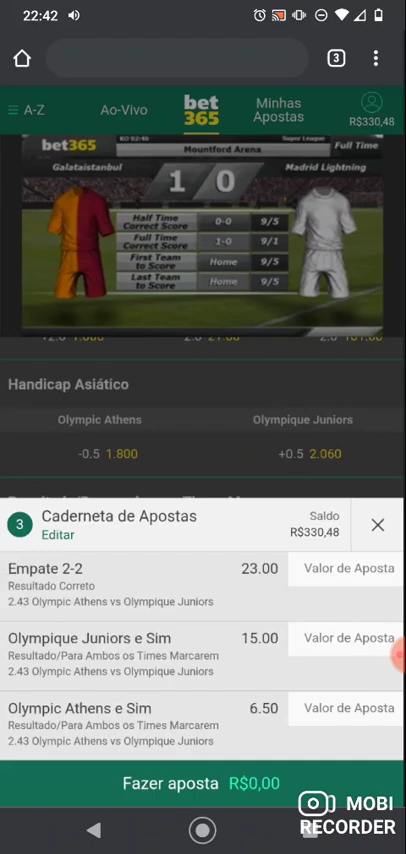 22:42
3
A-Z
Ao-Vivo
bet365
Minhas Apostas
R$330,48
bet365
Mountford Arena
Super League
Full Time
Galataistanbul
1 0
Madrid Lightning
Half Time Correct Score 0-0 9/5
Full Time Correct Score 1-0 9/1
First Team to Score Home 9/5
Last Team to Score Home 9/5
Handicap Asiático
Olympic Athens Olympique Juniors
-0.5 1.800 +0.5 2.060
3 Caderneta de Apostas
Editar
Saldo
R$330,48
Empate 2-2 23.00 Valor de Aposta
Resultado Correto
2.43 Olympic Athens vs Olympique Juniors
Olympique Juniors e Sim 15.00 Valor de Aposta
Resultado/Para Ambos os Times Marcarem
2.43 Olympic Athens vs Olympique Juniors
Olympic Athens e Sim 6.50 Valor de Aposta
Resultado/Para Ambos os Times Marcarem
2.43 Olympic Athens vs Olympique Juniors
Fazer aposta R$0,00
MOBI
RECORDER